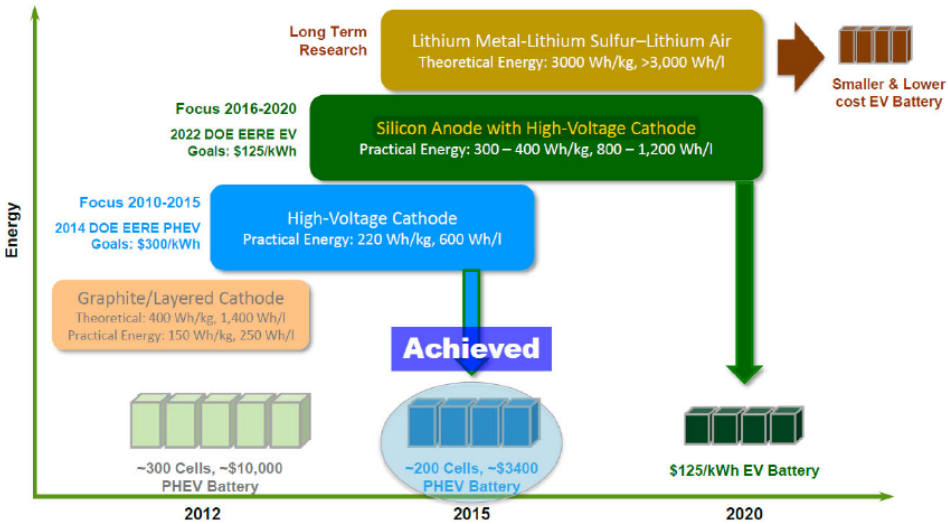 Long Term
Research
Lithium Metal-Lithium Sulfur–Lithium Air
Theoretical Energy: 3000 Wh/kg, >3,000 Wh/l
Smaller & Lower
cost EV Battery
Focus 2016-2020
2022 DOE EERE EV
Goals: $125/kWh
Silicon Anode with High-Voltage Cathode
Practical Energy: 300 – 400 Wh/kg, 800 – 1,200 Wh/l
Focus 2010-2015
2014 DOE EERE PHEV
Goals: $300/kWh
High-Voltage Cathode
Practical Energy: 220 Wh/kg, 600 Wh/l
Energy
Graphite/Layered Cathode
Theoretical: 400 Wh/kg, 1,400 Wh/l
Practical Energy: 150 Wh/kg, 250 Wh/l
Achieved
~300 Cells, ~$10,000
PHEV Battery
~200 Cells, ~$3400
PHEV Battery
$125/kWh EV Battery
2012
2015
2020